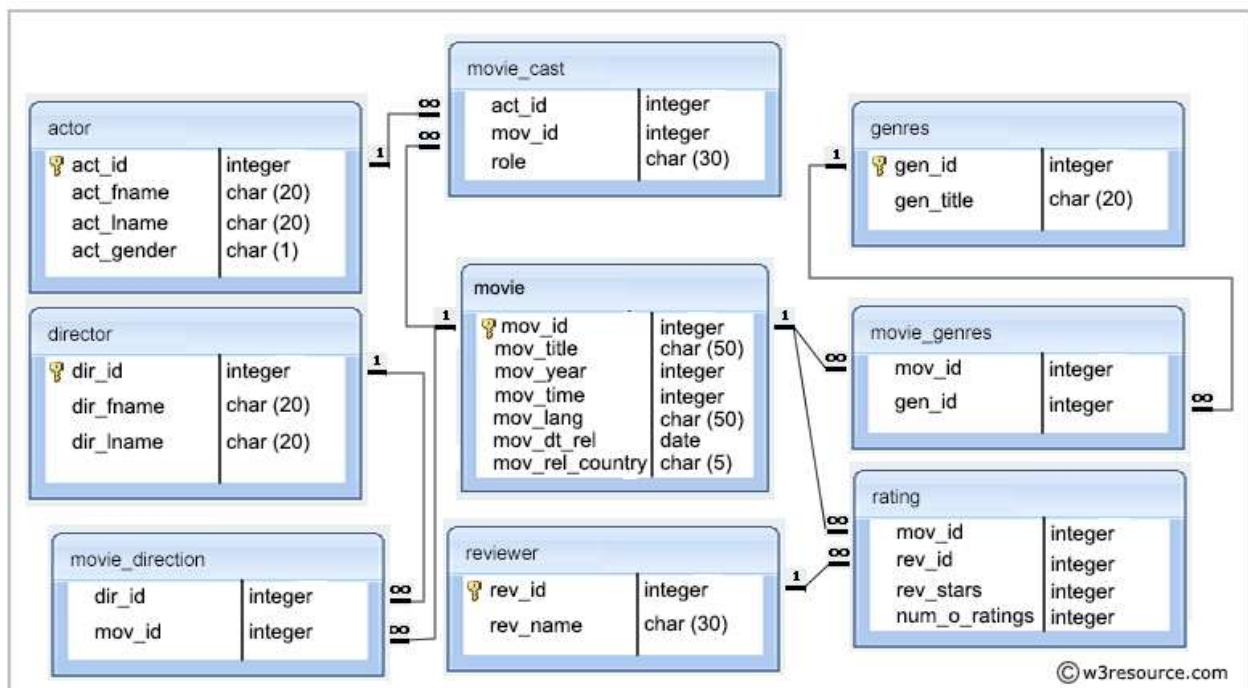 movie_cast
act_id integer
mov_id integer
role char (30)
actor
act_id integer
act_fname char (20)
act_lname char (20)
act_gender char (1)
1
∞
∞
genres
gen_id integer
gen_title char (20)
1
movie
mov_id integer
mov_title char (50)
mov_year integer
mov_time integer
mov_lang char (50)
mov_dt_rel date
mov_rel_country char (5)
1
1
director
dir_id integer
dir_fname char (20)
dir_lname char (20)
1
movie_genres
mov_id integer
gen_id integer
∞
∞
rating
mov_id integer
rev_id integer
rev_stars integer
num_o_ratings integer
∞
∞
movie_direction
dir_id integer
mov_id integer
∞
∞
reviewer
rev_id integer
rev_name char (30)
1
© w3resource.com